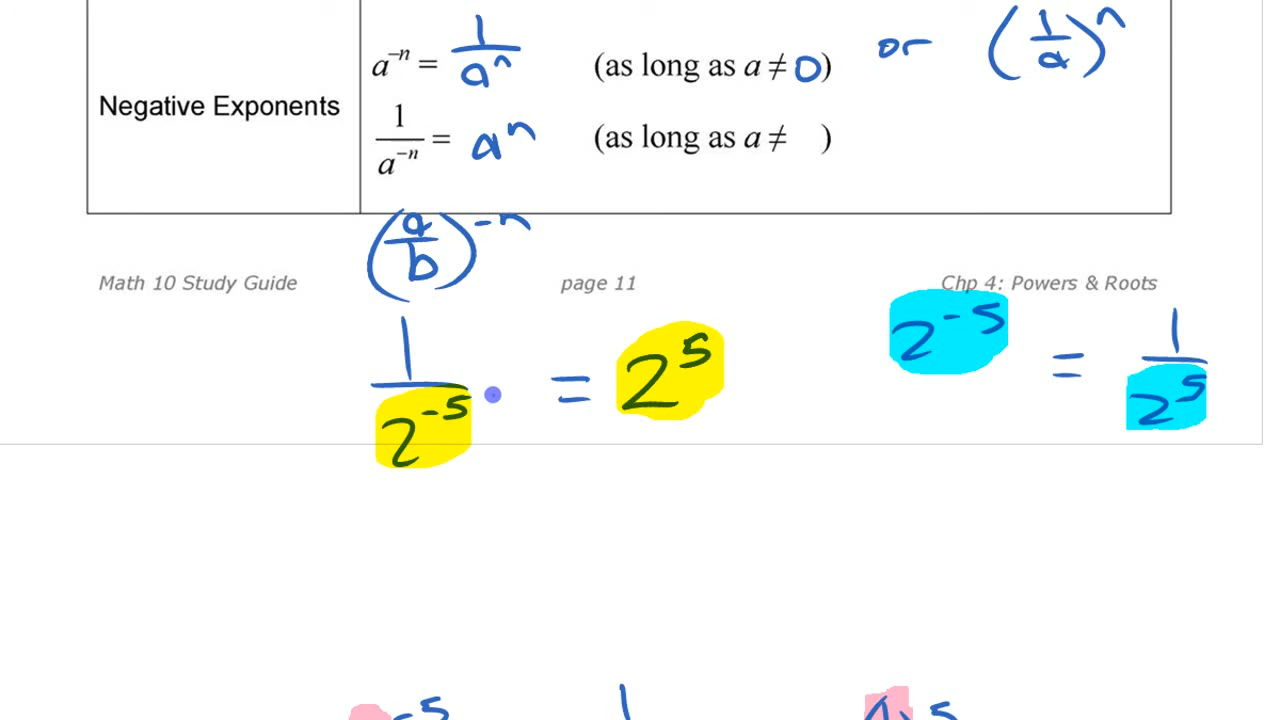 a⁻ⁿ = 1/aⁿ (as long as a ≠ 0) or (1/a)ⁿ
Negative Exponents
1/a⁻ⁿ = aⁿ (as long as a ≠ )
(a/b)⁻ⁿ
Math 10 Study Guide page 11 Chp 4: Powers & Roots
1/2⁻⁵ = 2⁵ 2⁻⁵ = 1/2⁵